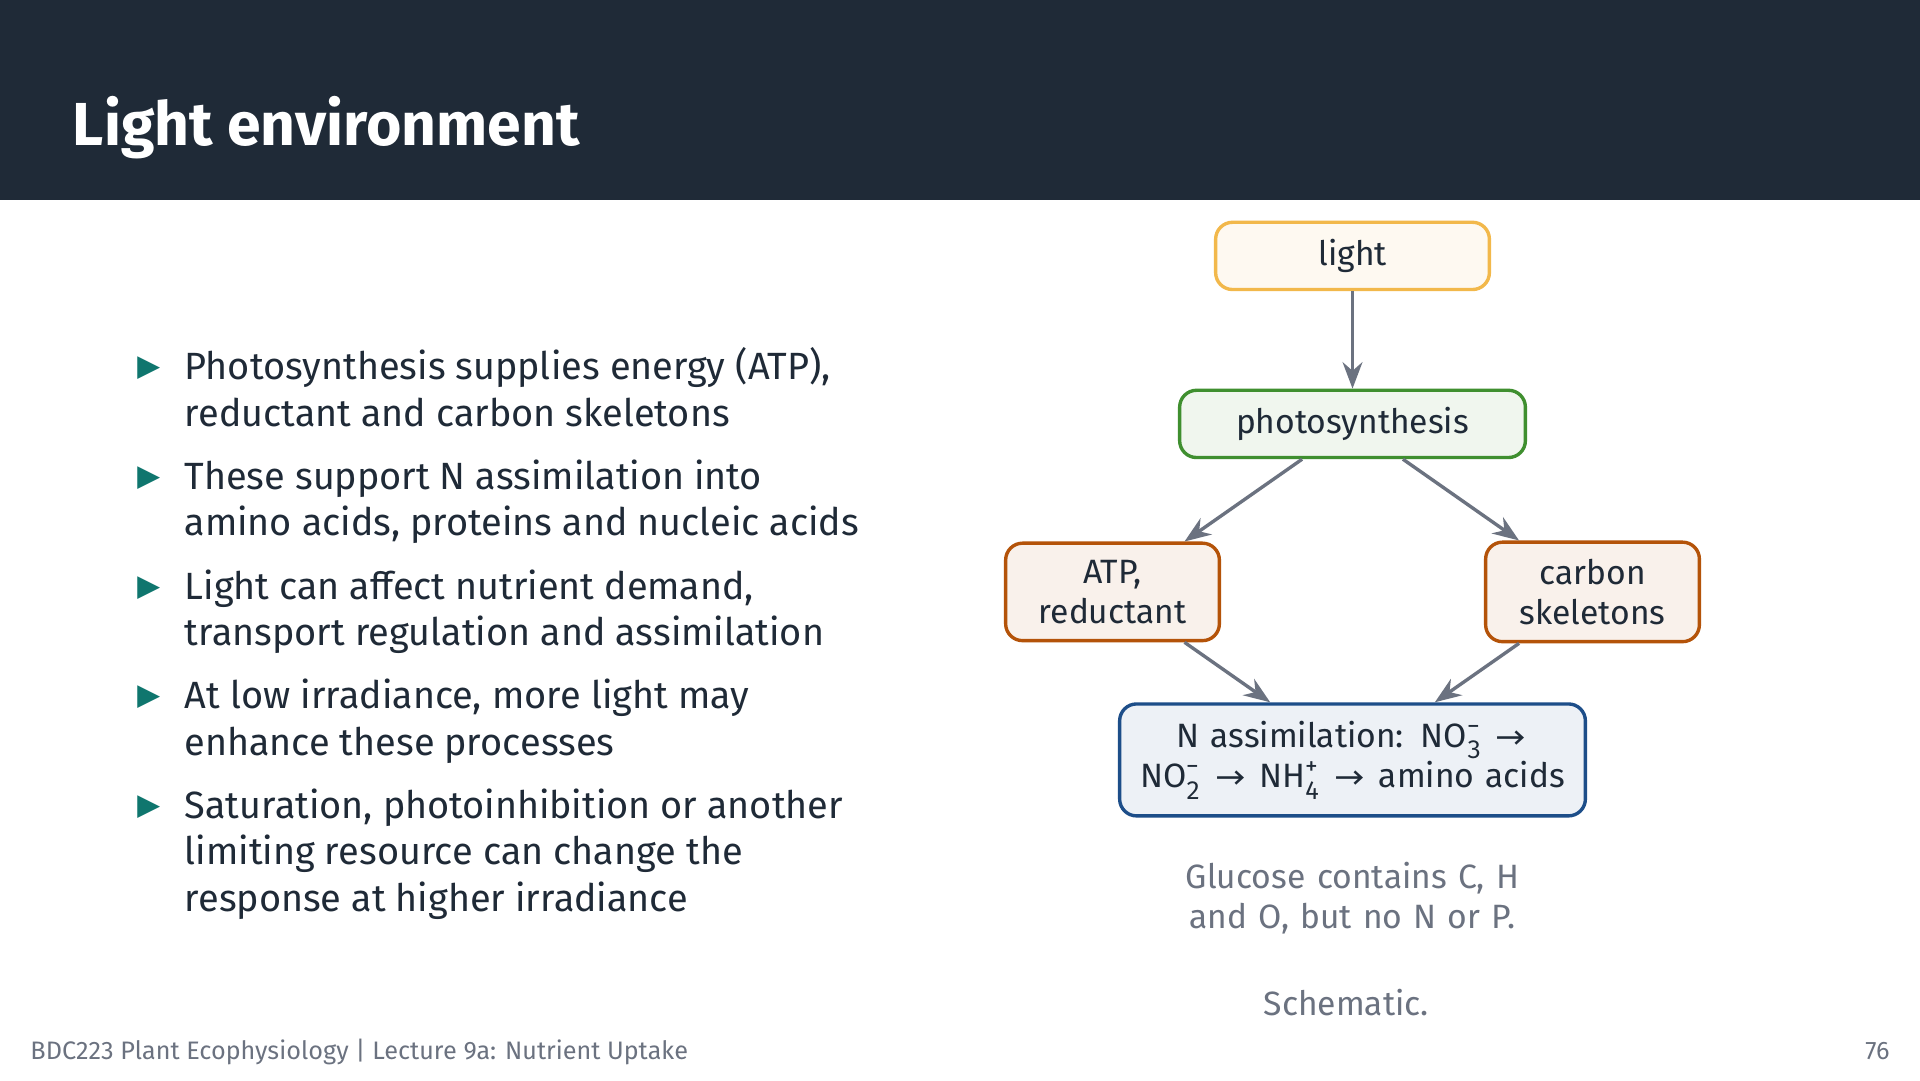 Light environment
▶ Photosynthesis supplies energy (ATP),
reductant and carbon skeletons
▶ These support N assimilation into
amino acids, proteins and nucleic acids
▶ Light can affect nutrient demand,
transport regulation and assimilation
▶ At low irradiance, more light may
enhance these processes
▶ Saturation, photoinhibition or another
limiting resource can change the
response at higher irradiance
light
photosynthesis
ATP,
reductant
carbon
skeletons
N assimilation: NO₃⁻ →
NO₂⁻ → NH₄⁺ → amino acids
Glucose contains C, H
and O, but no N or P.
Schematic.
BDC223 Plant Ecophysiology | Lecture 9a: Nutrient Uptake
76